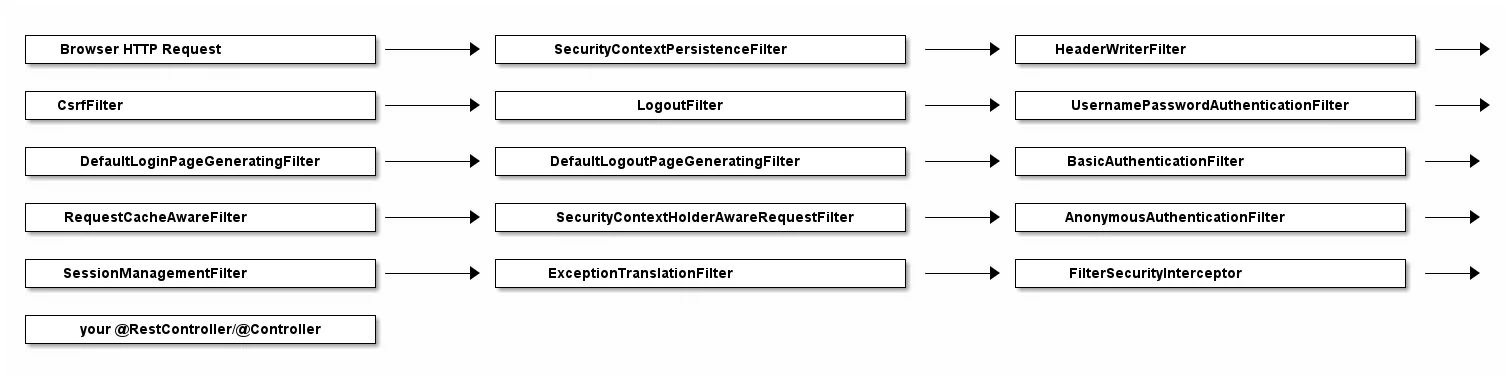 Browser HTTP Request
SecurityContextPersistenceFilter
HeaderWriterFilter
CsrfFilter
LogoutFilter
UsernamePasswordAuthenticationFilter
DefaultLoginPageGeneratingFilter
DefaultLogoutPageGeneratingFilter
BasicAuthenticationFilter
RequestCacheAwareFilter
SecurityContextHolderAwareRequestFilter
AnonymousAuthenticationFilter
SessionManagementFilter
ExceptionTranslationFilter
FilterSecurityInterceptor
your @RestController/@Controller